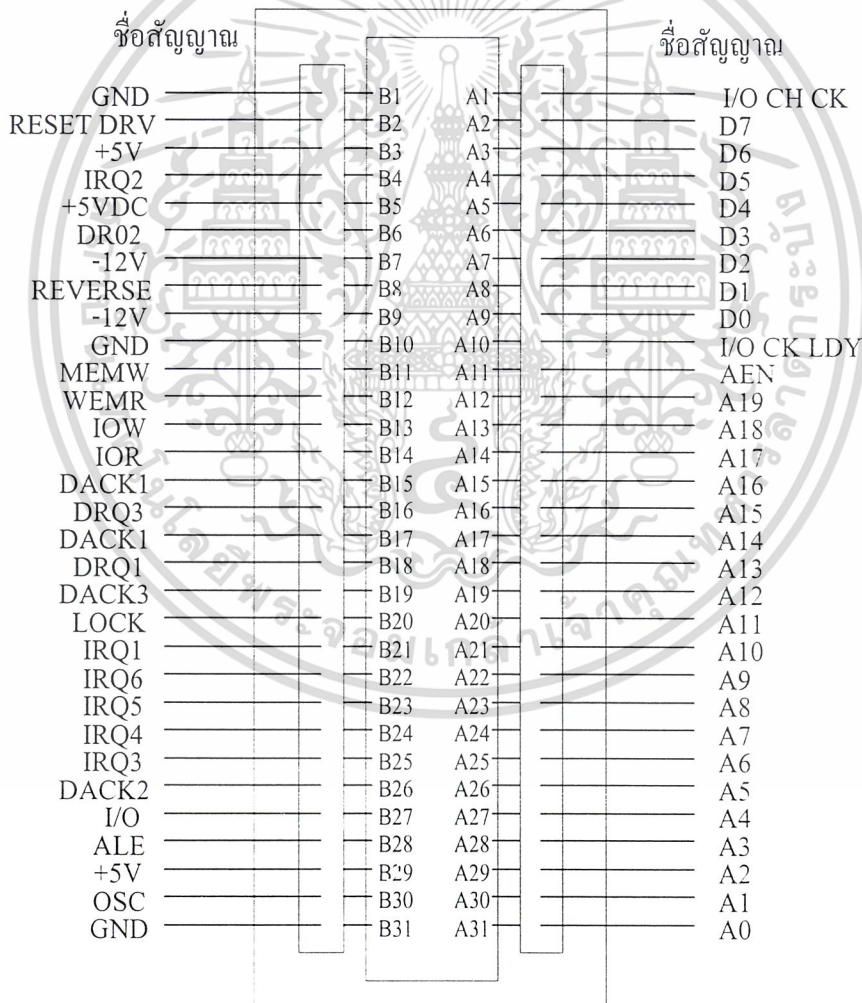 ชื่อสัญญาณ ชื่อสัญญาณ
GND B1 A1 I/O CH CK
RESET DRV B2 A2 D7
+5V B3 A3 D6
IRQ2 B4 A4 D5
+5VDC B5 A5 D4
DR02 B6 A6 D3
-12V B7 A7 D2
REVERSE B8 A8 D1
-12V B9 A9 D0
GND B10 A10 I/O CK LDY
MEMW B11 A11 AEN
WEMR B12 A12 A19
IOW B13 A13 A18
IOR B14 A14 A17
DACK1 B15 A15 A16
DRQ3 B16 A16 A15
DACK1 B17 A17 A14
DRQ1 B18 A18 A13
DACK3 B19 A19 A12
LOCK B20 A20 A11
IRQ1 B21 A21 A10
IRQ6 B22 A22 A9
IRQ5 B23 A23 A8
IRQ4 B24 A24 A7
IRQ3 B25 A25 A6
DACK2 B26 A26 A5
I/O B27 A27 A4
ALE B28 A28 A3
+5V B29 A29 A2
OSC B30 A30 A1
GND B31 A31 A0